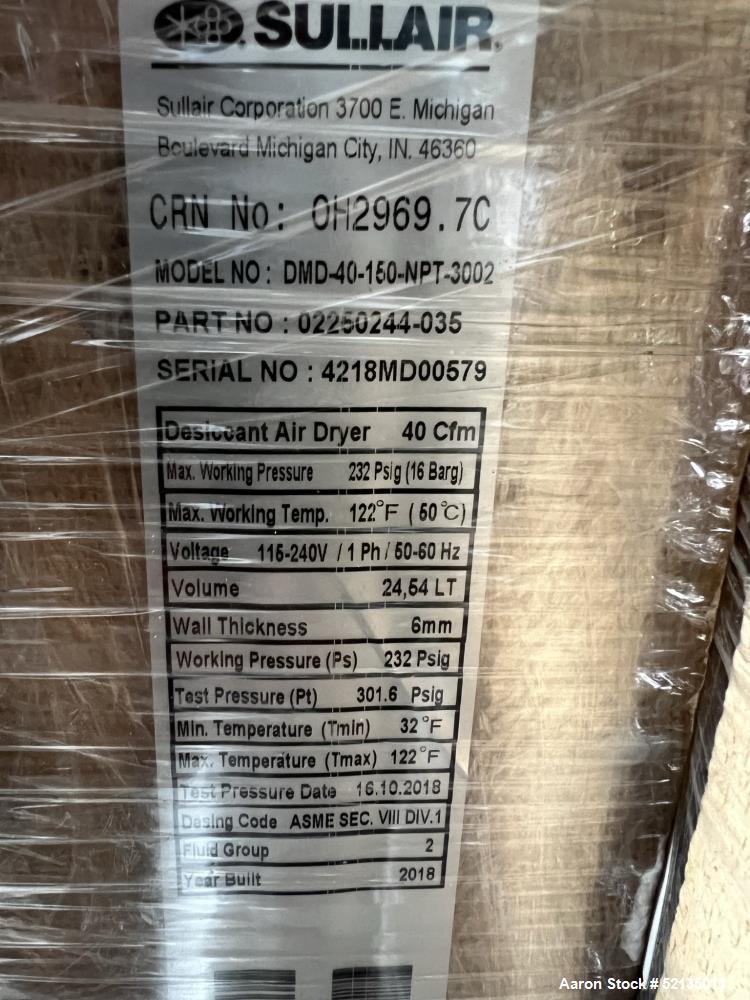 SULLAIR
Sullair Corporation 3700 E. Michigan
Boulevard Michigan City, IN. 46360
CRN No: 0H2969.7C
MODEL NO : DMD-40-150-NPT-3002
PART NO : 02250244-035
SERIAL NO : 4218MD00579
Desiccant Air Dryer 40 Cfm
Max. Working Pressure 232 Psig (16 Barg)
Max. Working Temp. 122°F (50°C)
Voltage 115-240V / 1 Ph / 50-60 Hz
Volume 24,54 LT
Wall Thickness 6mm
Working Pressure (Ps) 232 Psig
Test Pressure (Pt) 301.6 Psig
Min. Temperature (Tmin) 32°F
Max. Temperature (Tmax) 122°F
Test Pressure Date 16.10.2018
Desing Code ASME SEC. VIII DIV.1
Fluid Group 2
Year Built 2018
Aaron Stock #